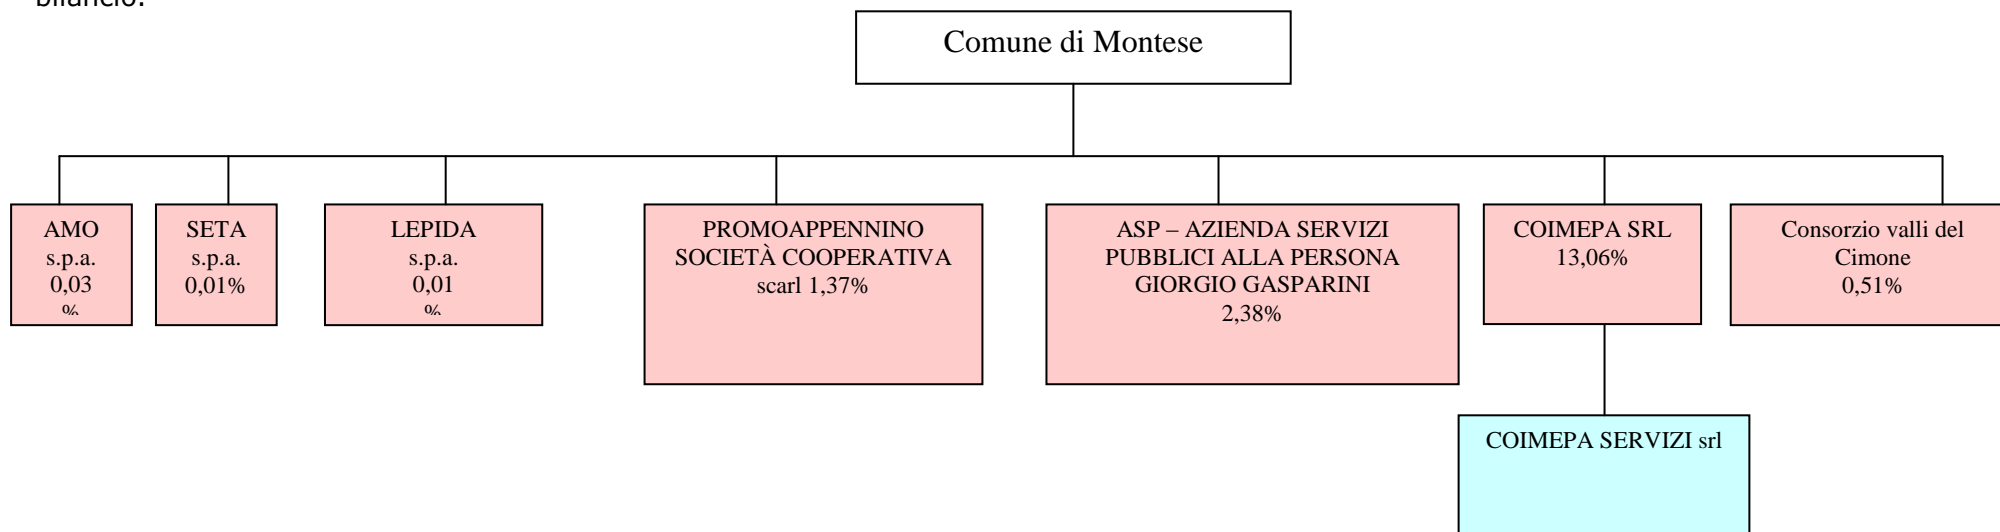 bilancio.
Comune di Montese
AMO
s.p.a.
0,03
%
SETA
s.p.a.
0,01%
LEPIDA
s.p.a.
0,01
%
PROMOAPPENNINO
SOCIETÀ COOPERATIVA
scarl 1,37%
ASP – AZIENDA SERVIZI
PUBBLICI ALLA PERSONA
GIORGIO GASPARINI
2,38%
COIMEPA SRL
13,06%
Consorzio valli del
Cimone
0,51%
COIMEPA SERVIZI srl